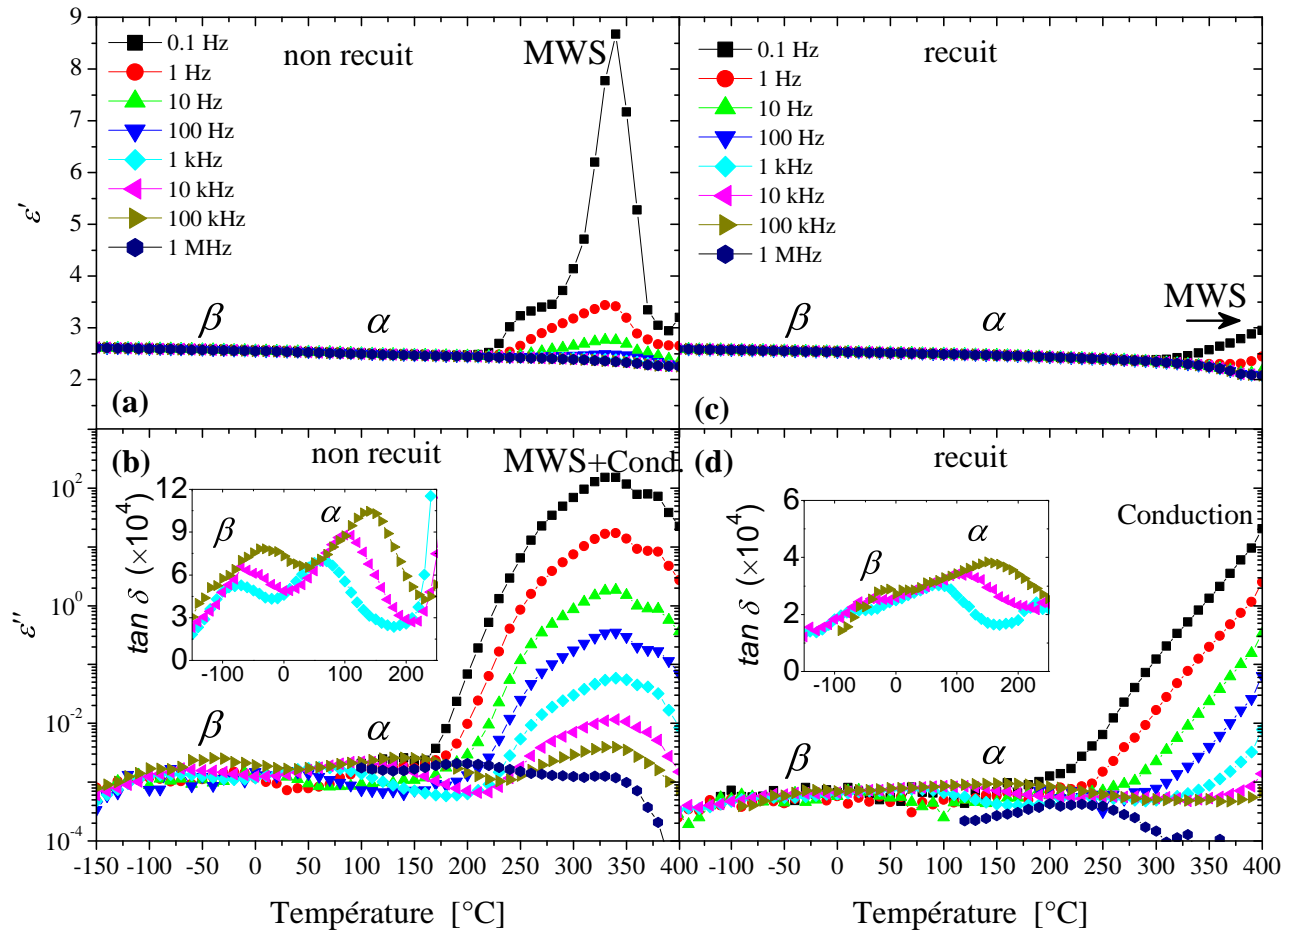 9
8
7
6
5
4
3
2
ε'
0.1 Hz
1 Hz
10 Hz
100 Hz
1 kHz
10 kHz
100 kHz
1 MHz
non recuit
MWS
β
α
(a)
0.1 Hz
1 Hz
10 Hz
100 Hz
1 kHz
10 kHz
100 kHz
1 MHz
recuit
MWS
β
α
(c)
10²
10⁰
10⁻²
10⁻⁴
ε''
(b)
non recuit
MWS+Cond.
12
9
6
3
0
tan δ (×10⁴)
β
α
-100 0 100 200
β
α
-150 -100 -50 0 50 100 150 200 250 300 350 400
Température [°C]
(d)
recuit
Conduction
6
4
2
0
tan δ (×10⁴)
β
α
-100 0 100 200
β
α
-100 -50 0 50 100 150 200 250 300 350 400
Température [°C]